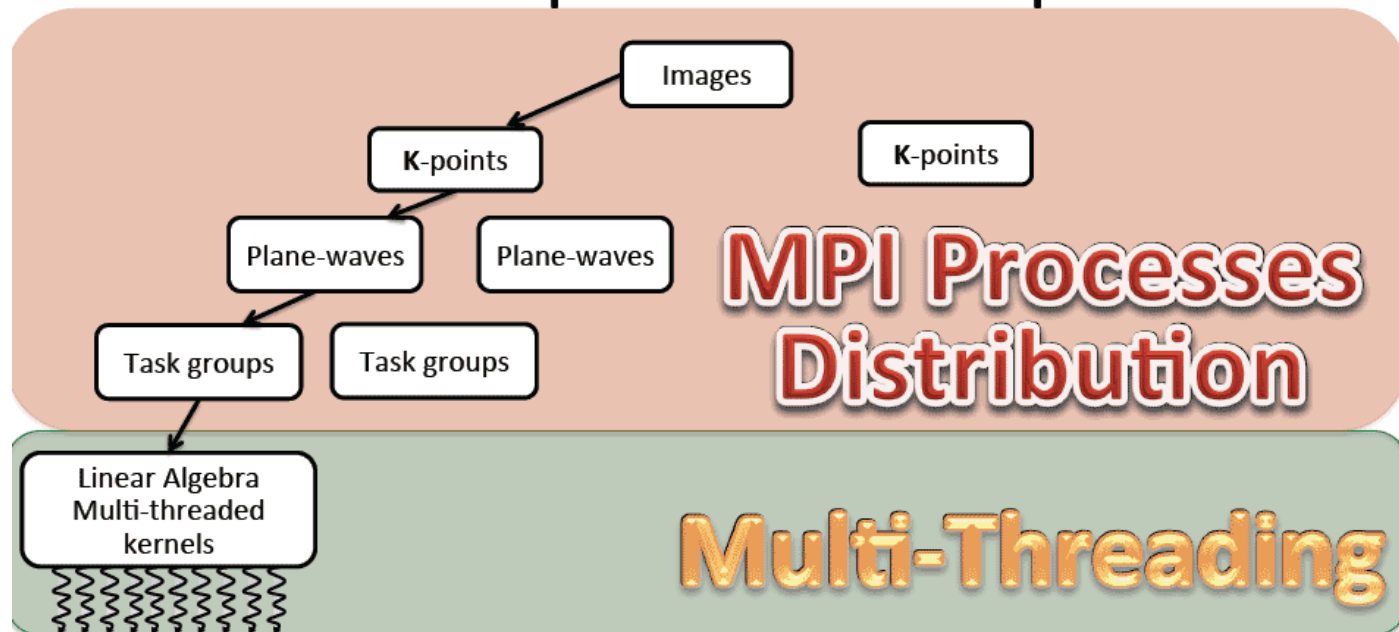 Images
K-points
K-points
Plane-waves
Plane-waves
MPI Processes
Distribution
Task groups
Task groups
Linear Algebra
Multi-threaded
kernels
Multi-Threading